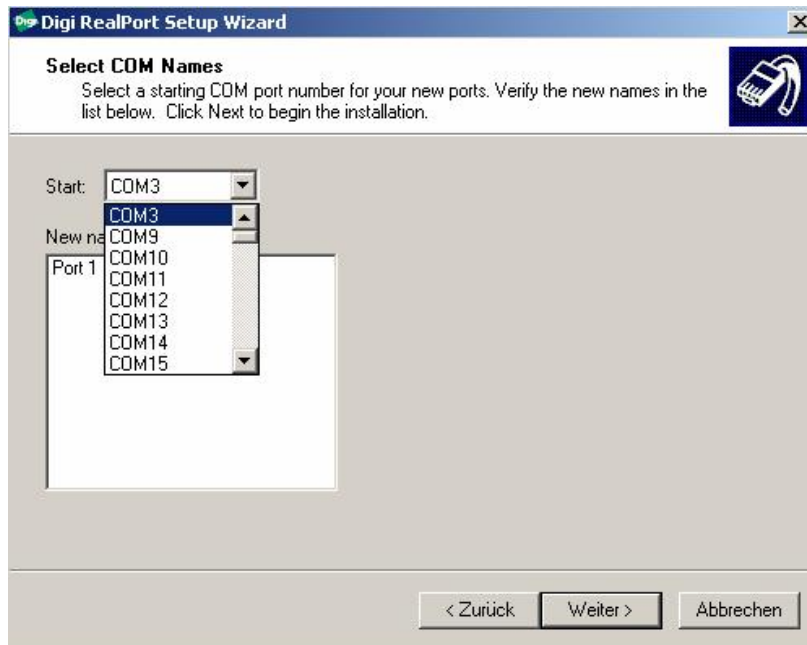 Digi RealPort Setup Wizard
Select COM Names
Select a starting COM port number for your new ports. Verify the new names in the
list below. Click Next to begin the installation.
Start: COM3
COM3
New na
COM9
COM10
Port 1
COM11
COM12
COM13
COM14
COM15
< Zurück
Weiter >
Abbrechen